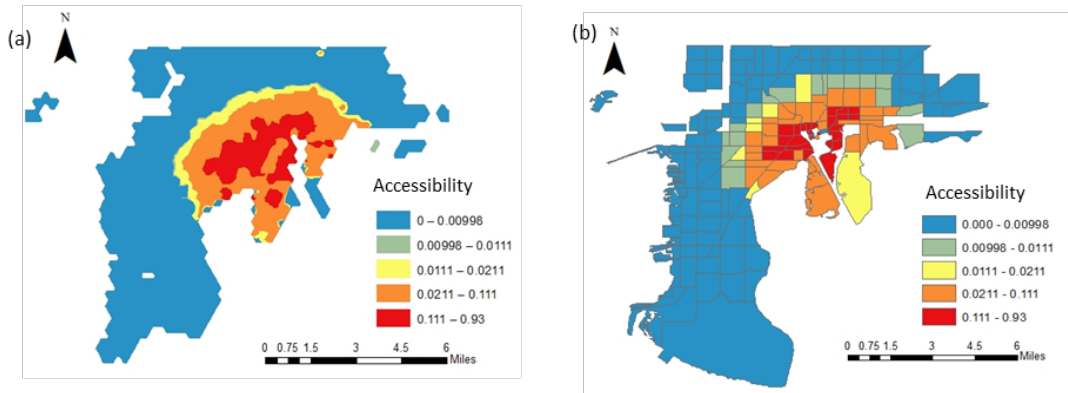 (a)
N
Accessibility
0 – 0.00998
0.00998 – 0.0111
0.0111 – 0.0211
0.0211 – 0.111
0.111 – 0.93
0 0.75 1.5 3 4.5 6
Miles
(b)
N
Accessibility
0.000 - 0.00998
0.00998 - 0.0111
0.0111 - 0.0211
0.0211 - 0.111
0.111 - 0.93
0 0.75 1.5 3 4.5 6
Miles